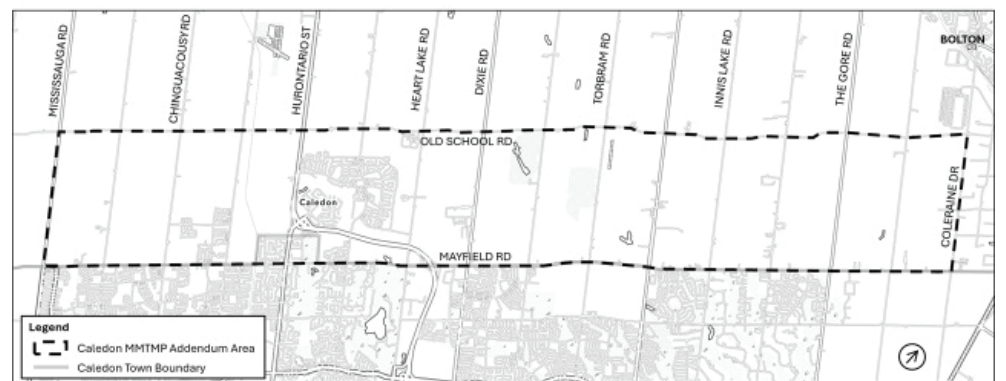 MISSISSAUGA RD
CHINGUACOUSY RD
HURONTARIO ST
HEART LAKE RD
DIXIE RD
TORBRAM RD
INNIS LAKE RD
THE GORE RD
BOLTON
OLD SCHOOL RD
Caledon
COLERAINE DR
MAYFIELD RD
Legend
Caledon MMTMP Addendum Area
Caledon Town Boundary